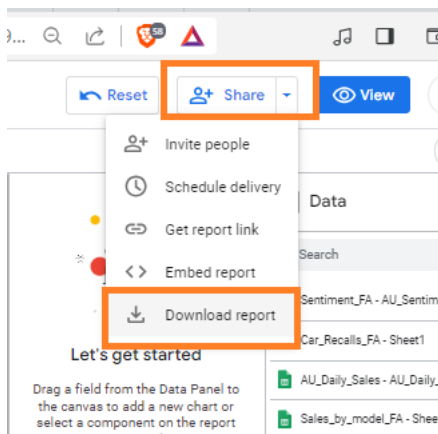 9...
58
Reset
Share
View
Invite people
Schedule delivery
Get report link
Embed report
Download report
Data
Search
Sentiment_FA - AU_Sentim
Car_Recalls_FA - Sheet1
AU_Daily_Sales - AU_Daily_
Sales_by_model_FA - Shee
Let's get started
Drag a field from the Data Panel to
the canvas to add a new chart or
select a component on the report